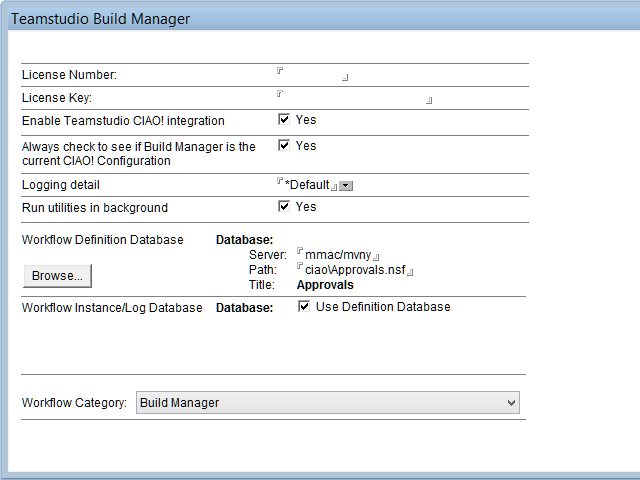 Teamstudio Build Manager
License Number:
License Key:
Enable Teamstudio CIAO! integration Yes
Always check to see if Build Manager is the Yes
current CIAO! Configuration
Logging detail *Default
Run utilities in background Yes
Workflow Definition Database Database:
Server: mmac/mvny
Browse... Path: ciao\Approvals.nsf
Title: Approvals
Workflow Instance/Log Database Database: Use Definition Database
Workflow Category: Build Manager